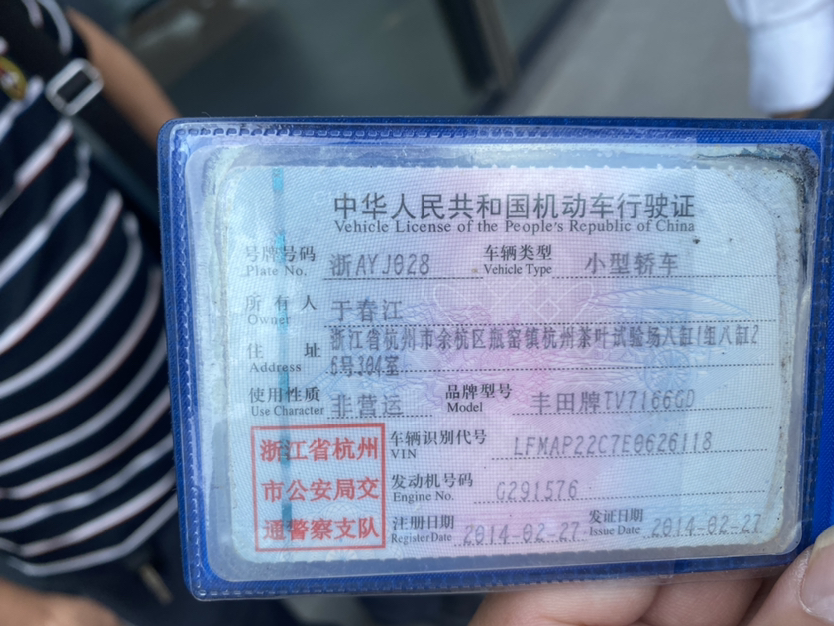 中华人民共和国机动车行驶证
Vehicle License of the People's Republic of China
号牌号码 浙AYJ028 车辆类型 小型轿车
Plate No. Vehicle Type
所有人 于春江
Owner
住址 浙江省杭州市余杭区瓶窑镇杭州茶叶试验场八缸1组八缸2
Address 6号304室
使用性质 非营运 品牌型号 丰田牌TV7166GD
Use Character Model
浙江省杭州 车辆识别代号 LFMAP22C7E0626118
VIN
市公安局交 发动机号码 G291576
Engine No.
通警察支队 注册日期 2014-02-27 发证日期 2014-02-27
Register Date Issue Date